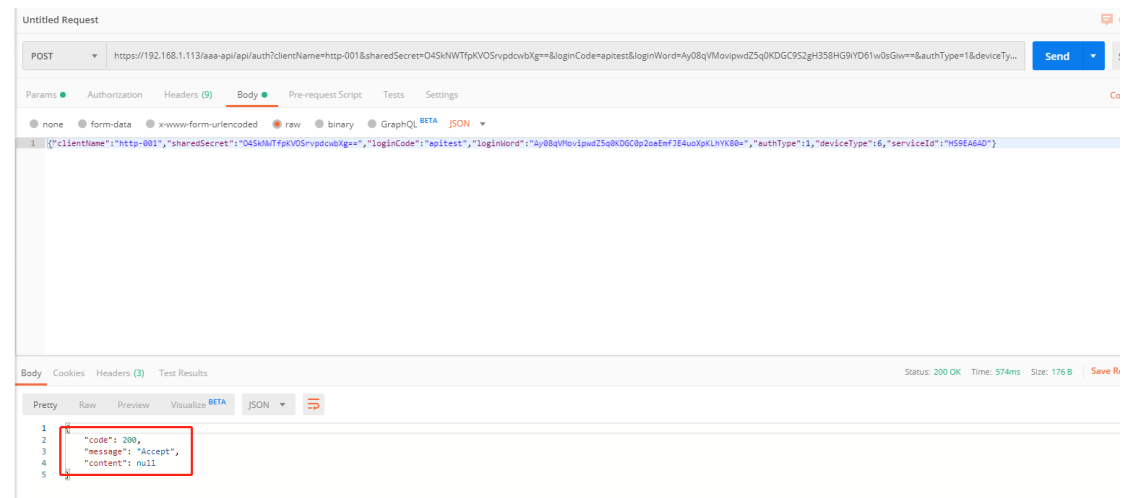 Untitled Request
POST https://192.168.1.113/aaa-api/api/auth?clientName=http-001&sharedSecret=O4SkNWTfpKVOSrvpdcwbXg==&loginCode=apitest&loginWord=Ay08qVMovipwdZ5q0KDGC9S2gH358HG9iYD61w0sGiw==&authType=1&deviceTy... Send
Params Authorization Headers (9) Body Pre-request Script Tests Settings Co
none form-data x-www-form-urlencoded raw binary GraphQL BETA JSON
1 {"clientName":"http-001","sharedSecret":"O4SkNWTfpKVOSrvpdcwbXg==","loginCode":"apitest","loginWord":"Ay08qVMovipwdZ5q0KDGC0p2oaEmfJE4uoXpKLhYK80=","authType":1,"deviceType":6,"serviceId":"HS9EA6AD"}
Body Cookies Headers (3) Test Results Status: 200 OK Time: 574ms Size: 176 B Save Re
Pretty Raw Preview Visualize BETA JSON
1 {
2 "code": 200,
3 "message": "Accept",
4 "content": null
5 }